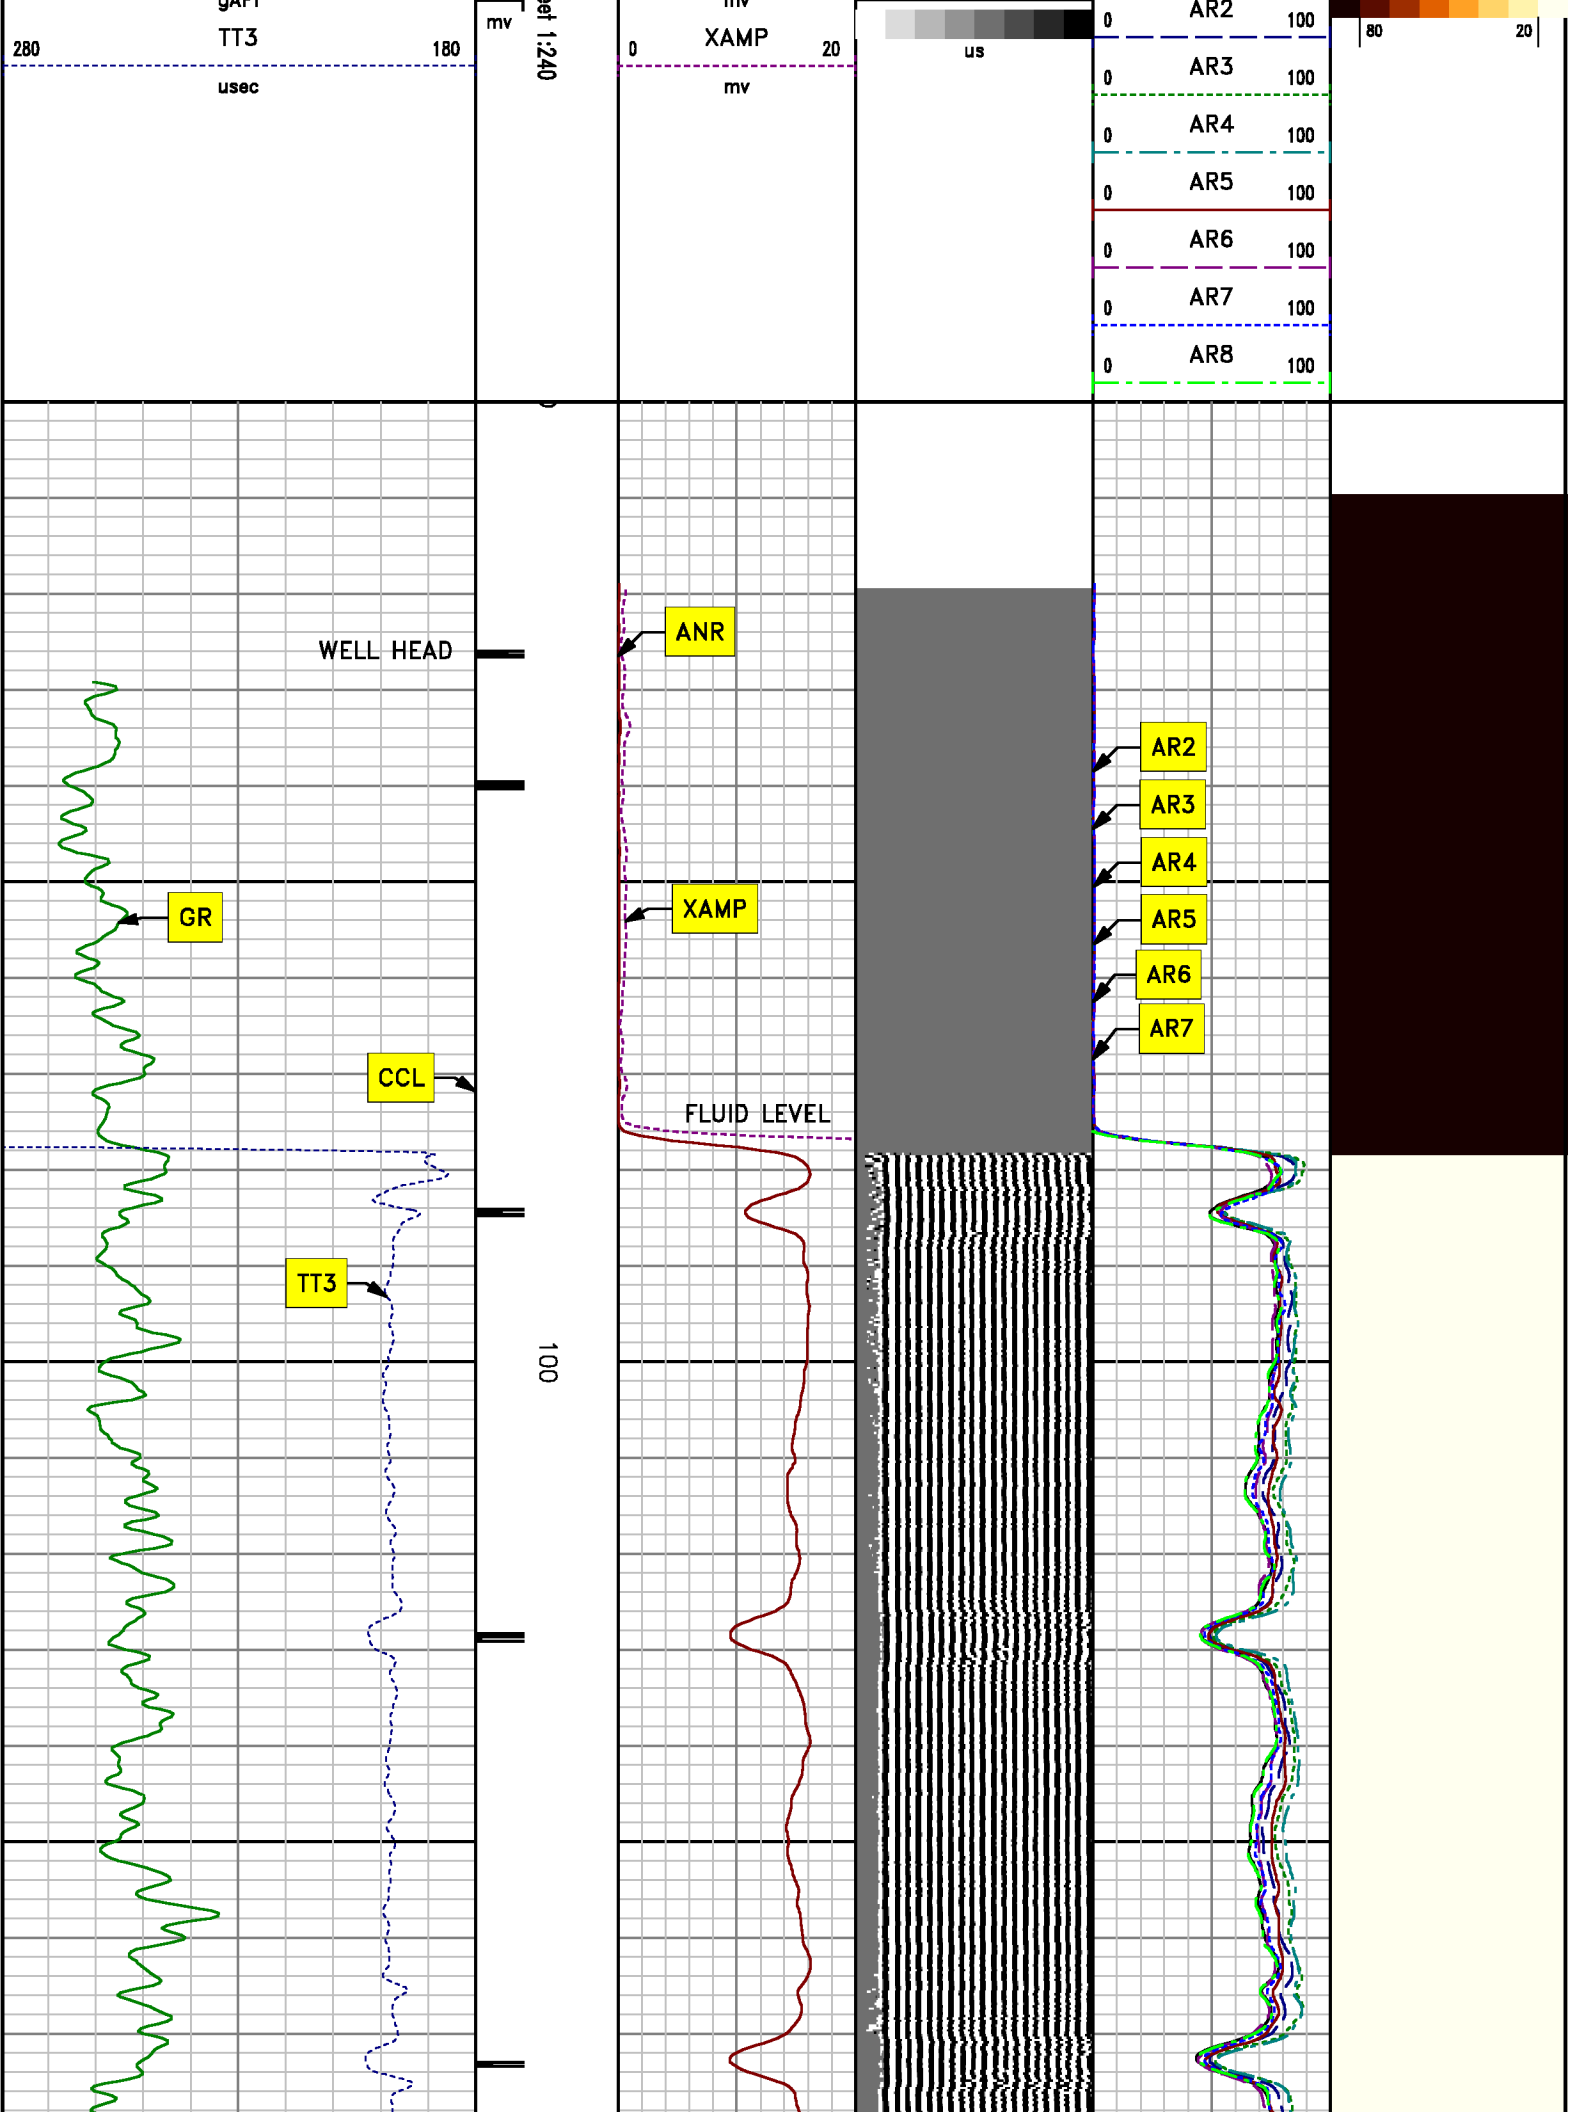 gAPI
280 TT3 180
usec
mv
eet 1:240
mv
0 XAMP 20
mv
us
0 AR2 100
0 AR3 100
0 AR4 100
0 AR5 100
0 AR6 100
0 AR7 100
0 AR8 100
80 20
WELL HEAD
ANR
AR2
AR3
AR4
GR
XAMP
AR5
AR6
AR7
CCL
FLUID LEVEL
TT3
100